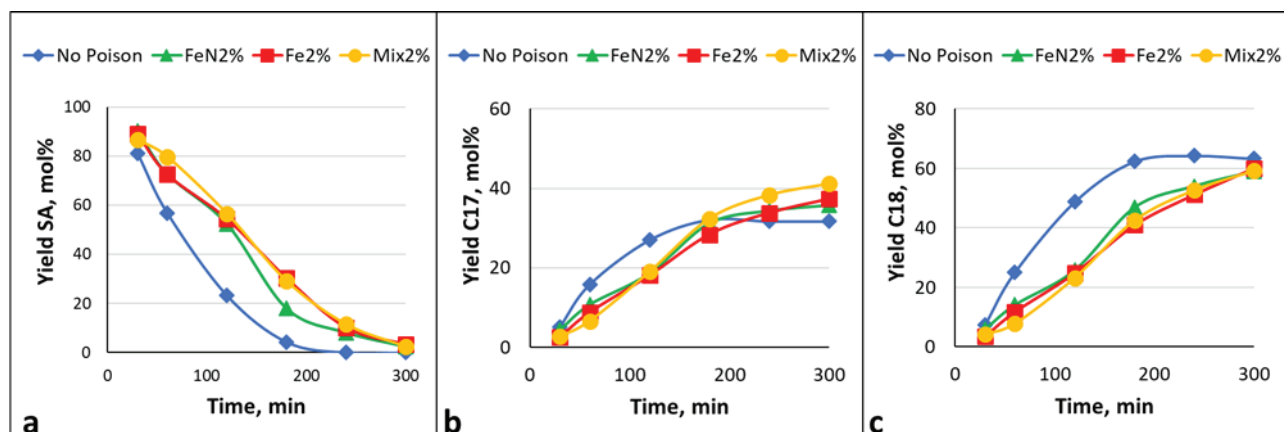 No Poison FeN2% Fe2% Mix2%
Yield SA, mol%
100
80
60
40
20
0
0 100 200 300
Time, min
a
No Poison FeN2% Fe2% Mix2%
Yield C17, mol%
60
40
20
0
0 100 200 300
Time, min
b
No Poison FeN2% Fe2% Mix2%
Yield C18, mol%
80
60
40
20
0
0 100 200 300
Time, min
c